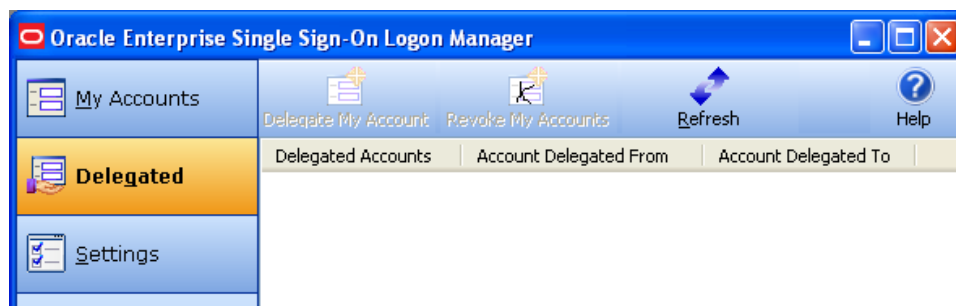 Oracle Enterprise Single Sign-On Logon Manager
My Accounts
Delegate My Account Revoke My Accounts Refresh Help
Delegated Accounts Account Delegated From Account Delegated To
Delegated
Settings